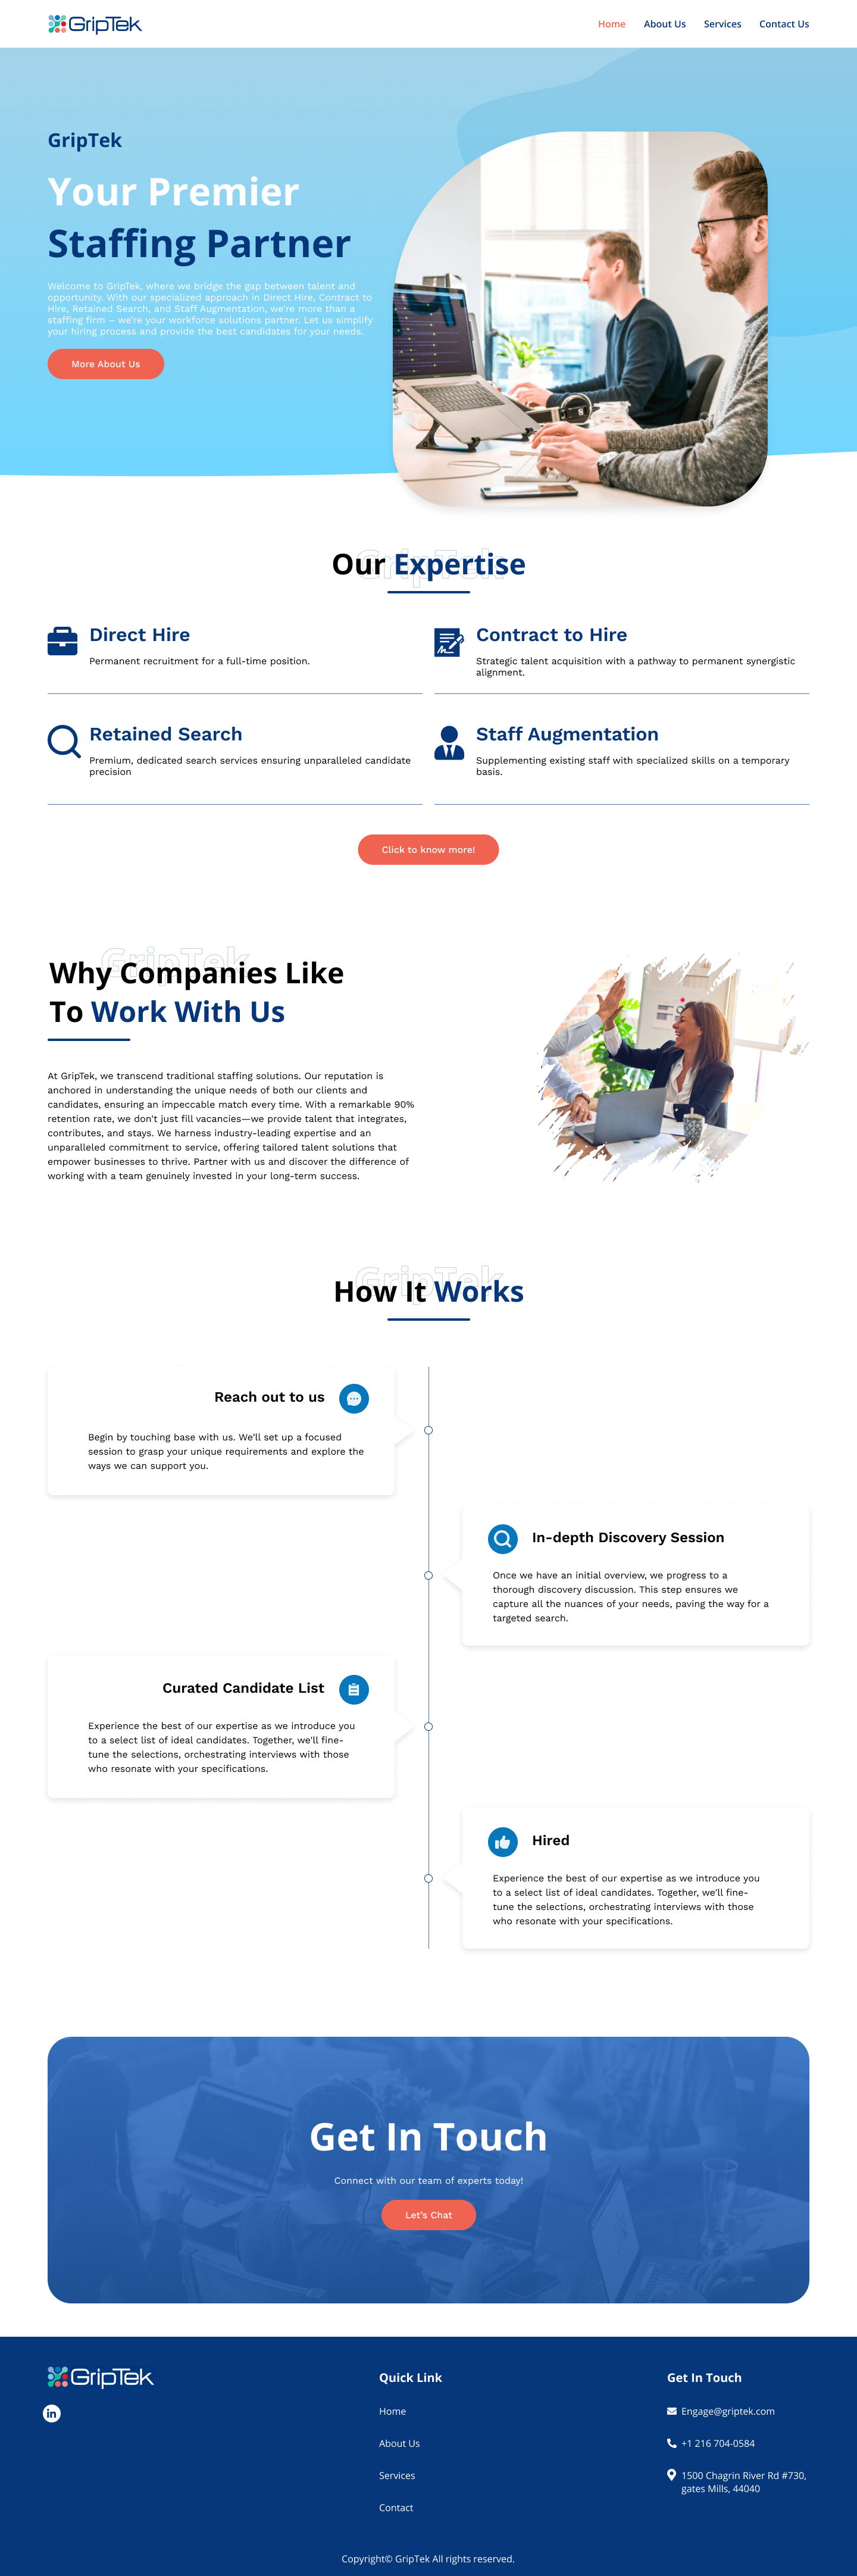 GripTek
Home About Us Services Contact Us
GripTek
Your Premier
Staffing Partner
Welcome to GripTek, where we bridge the gap between talent and
opportunity. With our specialized approach in Direct Hire, Contract to
Hire, Retained Search, and Staff Augmentation, we're more than a
staffing firm – we're your workforce solutions partner. Let us simplify
your hiring process and provide the best candidates for your needs.
More About Us
GripTek
Our Expertise
Direct Hire
Permanent recruitment for a full-time position.
Contract to Hire
Strategic talent acquisition with a pathway to permanent synergistic
alignment.
Retained Search
Premium, dedicated search services ensuring unparalleled candidate
precision
Staff Augmentation
Supplementing existing staff with specialized skills on a temporary
basis.
Click to know more!
GripTek
Why Companies Like
To Work With Us
At GripTek, we transcend traditional staffing solutions. Our reputation is
anchored in understanding the unique needs of both our clients and
candidates, ensuring an impeccable match every time. With a remarkable 90%
retention rate, we don't just fill vacancies—we provide talent that integrates,
contributes, and stays. We harness industry-leading expertise and an
unparalleled commitment to service, offering tailored talent solutions that
empower businesses to thrive. Partner with us and discover the difference of
working with a team genuinely invested in your long-term success.
GripTek
How It Works
Reach out to us
Begin by touching base with us. We'll set up a focused
session to grasp your unique requirements and explore the
ways we can support you.
In-depth Discovery Session
Once we have an initial overview, we progress to a
thorough discovery discussion. This step ensures we
capture all the nuances of your needs, paving the way for a
targeted search.
Curated Candidate List
Experience the best of our expertise as we introduce you
to a select list of ideal candidates. Together, we'll fine-
tune the selections, orchestrating interviews with those
who resonate with your specifications.
Hired
Experience the best of our expertise as we introduce you
to a select list of ideal candidates. Together, we'll fine-
tune the selections, orchestrating interviews with those
who resonate with your specifications.
Get In Touch
Connect with our team of experts today!
Let's Chat
GripTek
in
Quick Link
Home
About Us
Services
Contact
Get In Touch
Engage@griptek.com
+1 216 704-0584
1500 Chagrin River Rd #730,
gates Mills, 44040
Copyright© GripTek All rights reserved.